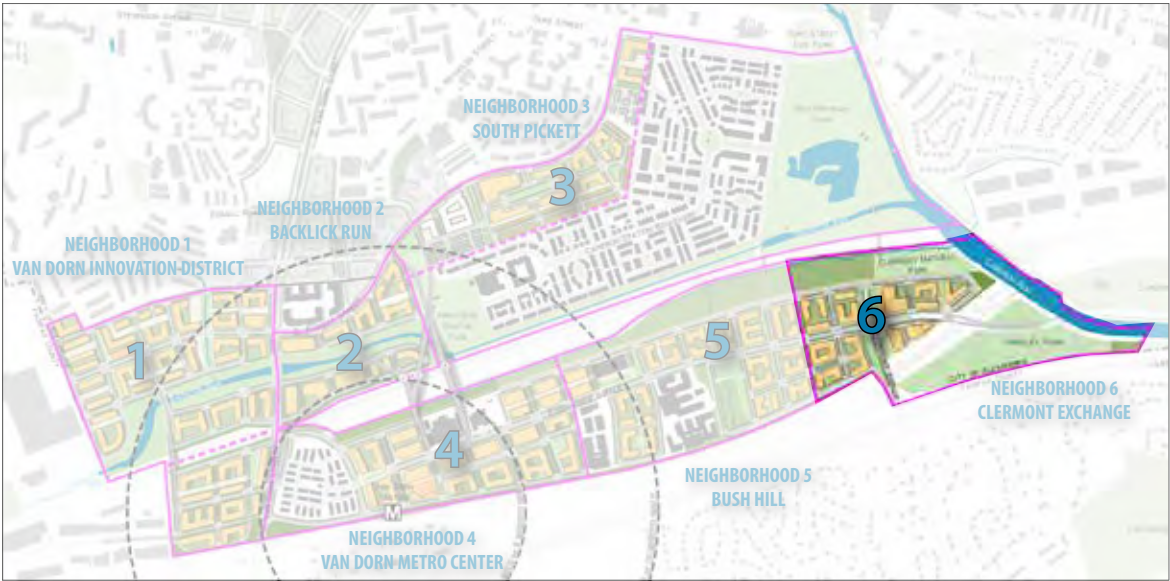 NEIGHBORHOOD 3
SOUTH PICKETT
3
NEIGHBORHOOD 2
BACKLICK RUN
NEIGHBORHOOD 1
VAN DORN INNOVATION DISTRICT
1
2
5
6
4
M
NEIGHBORHOOD 6
CLERMONT EXCHANGE
NEIGHBORHOOD 5
BUSH HILL
NEIGHBORHOOD 4
VAN DORN METRO CENTER